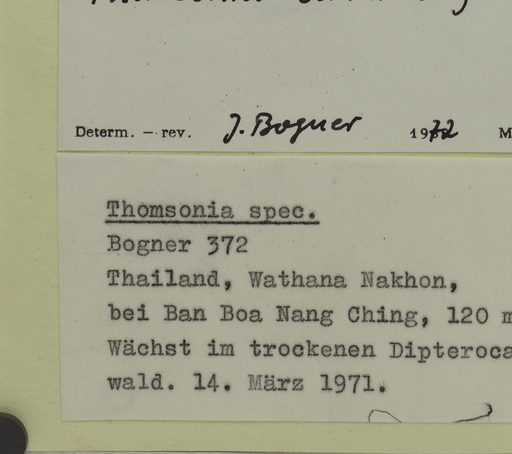 Determ. — rev. J. Bogner 1972 M
Thomsonia spec.
Bogner 372
Thailand, Wathana Nakhon,
bei Ban Boa Nang Ching, 120 m
Wächst im trockenen Dipteroca
wald. 14. März 1971.